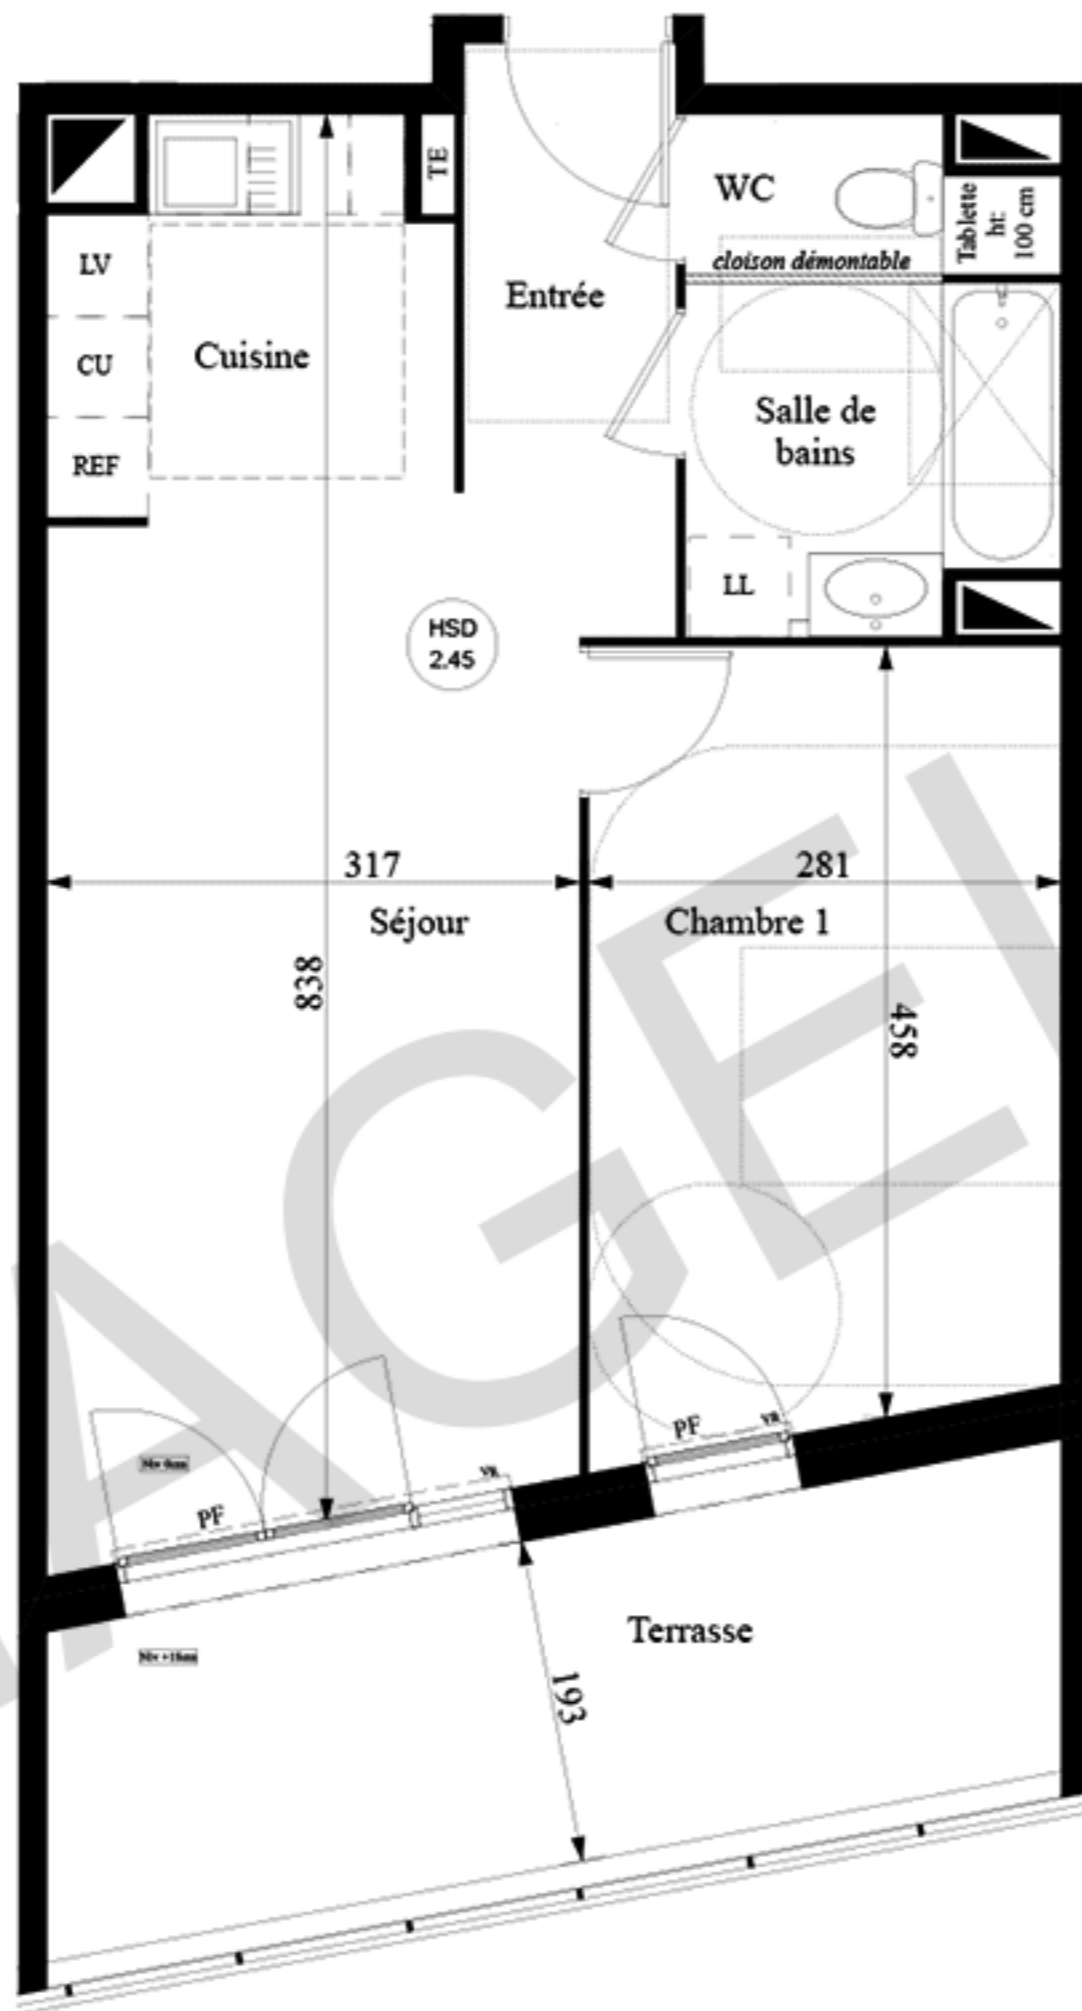 TE
WC
Tablette
ht:
100 cm
LV
cloison démontable
Entrée
CU
Cuisine
Salle de
bains
REF
LL
HSD
2.45
317
281
Séjour
Chambre 1
838
458
AGE
PF
VR
VR
PF
Terrasse
193